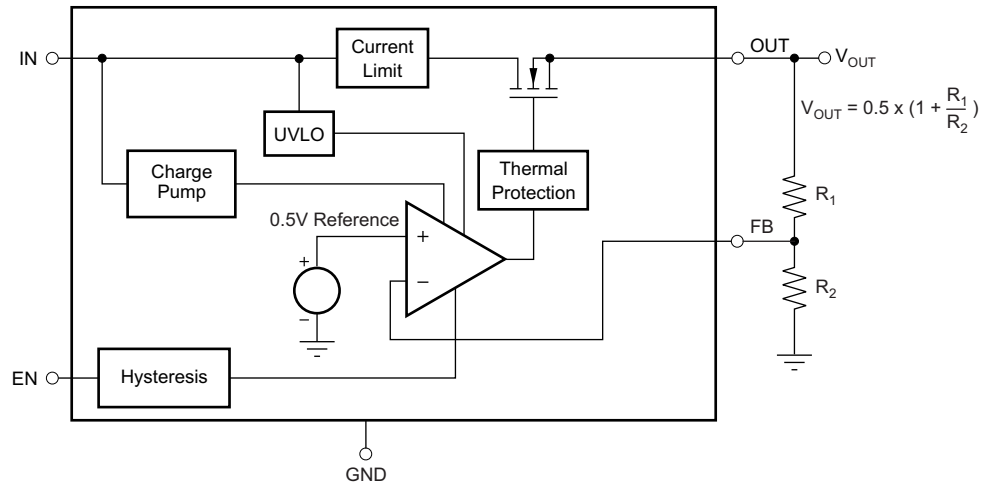 IN
Current
Limit
OUT
V_OUT
V_OUT = 0.5 x (1 + R_1/R_2)
UVLO
Charge
Pump
Thermal
Protection
R_1
0.5V Reference
+
FB
+
−
R_2
−
EN
Hysteresis
GND